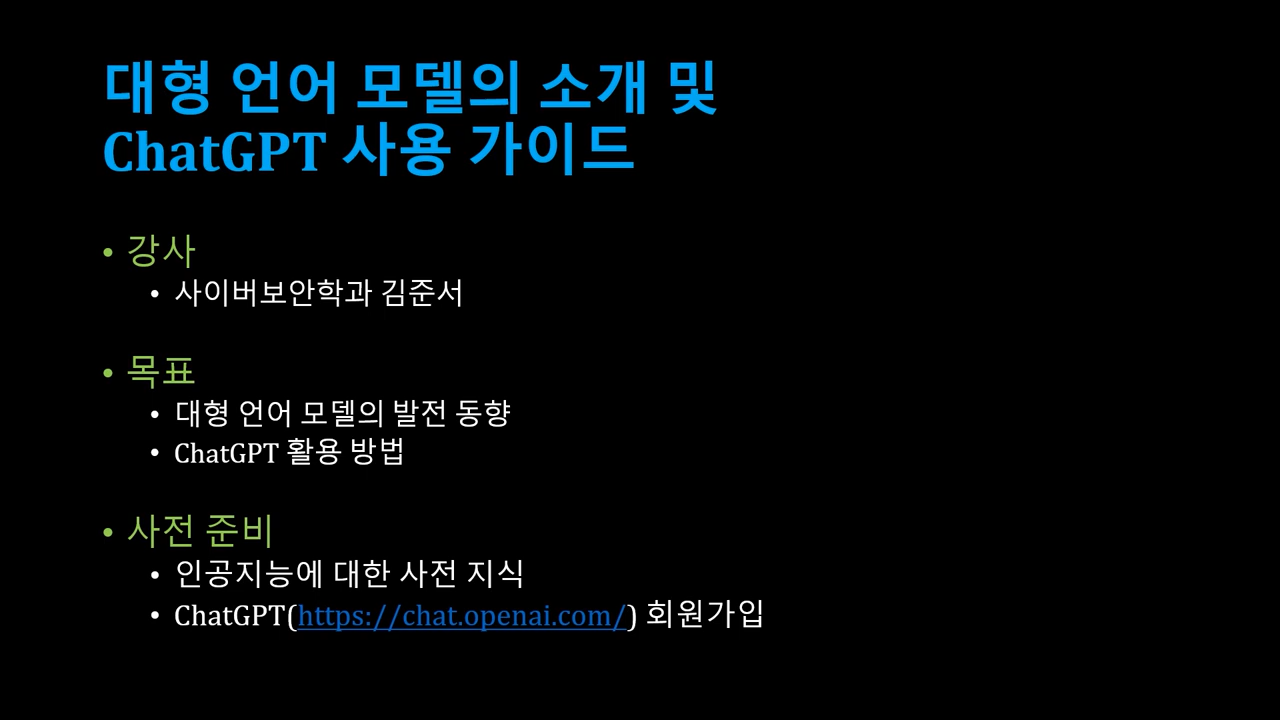 대형 언어 모델의 소개 및
ChatGPT 사용 가이드
• 강사
• 사이버보안학과 김준서
• 목표
• 대형 언어 모델의 발전 동향
• ChatGPT 활용 방법
• 사전 준비
• 인공지능에 대한 사전 지식
• ChatGPT(https://chat.openai.com/) 회원가입